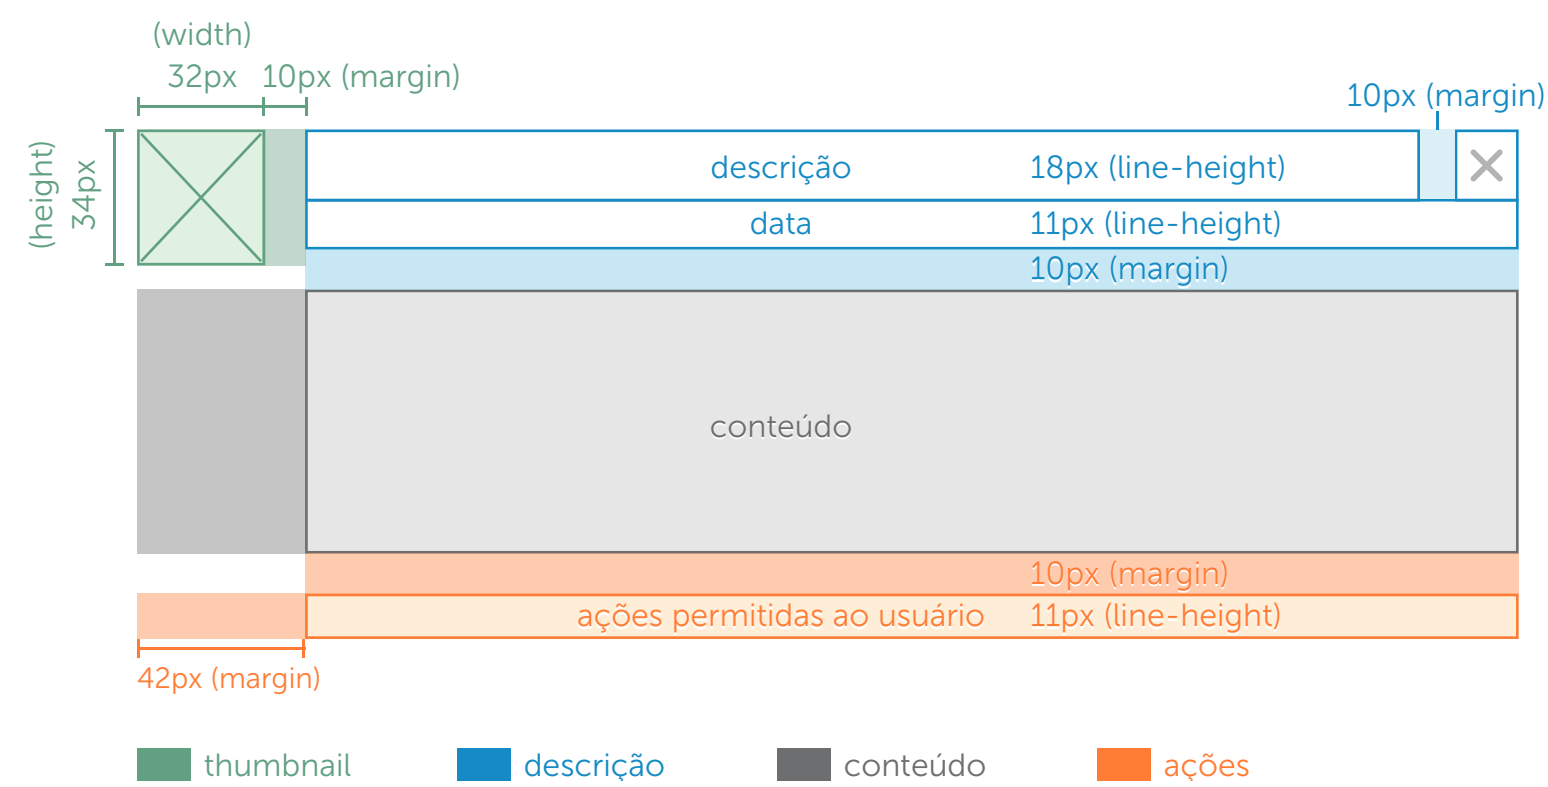 (width)
32px 10px (margin)
10px (margin)
(height)
34px
descrição 18px (line-height)
data 11px (line-height)
10px (margin)
conteúdo
10px (margin)
ações permitidas ao usuário 11px (line-height)
42px (margin)
thumbnail descrição conteúdo ações